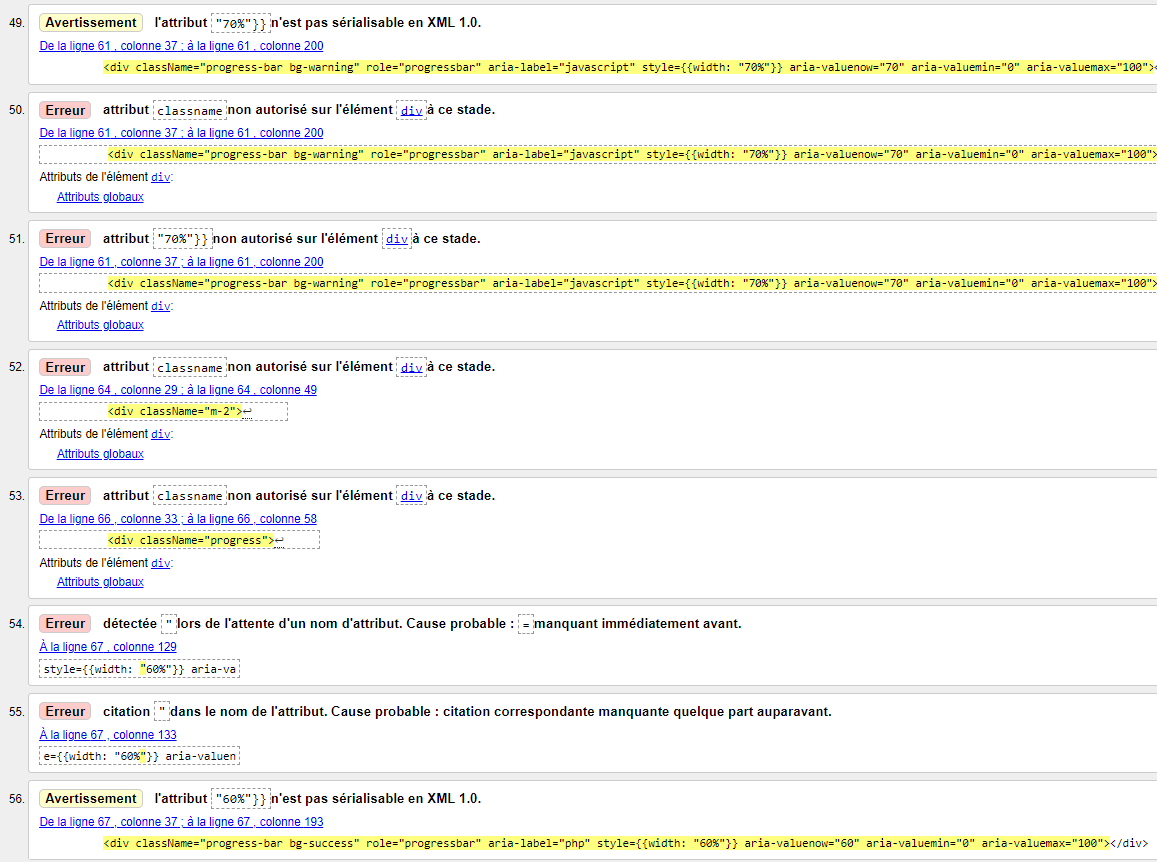 49. Avertissement l'attribut "70%"}} n'est pas sérialisable en XML 1.0.
De la ligne 61 , colonne 37 ; à la ligne 61 , colonne 200
<div className="progress-bar bg-warning" role="progressbar" aria-label="javascript" style={{width: "70%"}} aria-valuenow="70" aria-valuemin="0" aria-valuemax="100"><
50. Erreur attribut classname non autorisé sur l'élément div à ce stade.
De la ligne 61 , colonne 37 ; à la ligne 61 , colonne 200
<div className="progress-bar bg-warning" role="progressbar" aria-label="javascript" style={{width: "70%"}} aria-valuenow="70" aria-valuemin="0" aria-valuemax="100">
Attributs de l'élément div:
Attributs globaux
51. Erreur attribut "70%"}} non autorisé sur l'élément div à ce stade.
De la ligne 61 , colonne 37 ; à la ligne 61 , colonne 200
<div className="progress-bar bg-warning" role="progressbar" aria-label="javascript" style={{width: "70%"}} aria-valuenow="70" aria-valuemin="0" aria-valuemax="100">
Attributs de l'élément div:
Attributs globaux
52. Erreur attribut classname non autorisé sur l'élément div à ce stade.
De la ligne 64 , colonne 29 ; à la ligne 64 , colonne 49
<div className="m-2">↩
Attributs de l'élément div:
Attributs globaux
53. Erreur attribut classname non autorisé sur l'élément div à ce stade.
De la ligne 66 , colonne 33 ; à la ligne 66 , colonne 58
<div className="progress">↩
Attributs de l'élément div:
Attributs globaux
54. Erreur détectée " lors de l'attente d'un nom d'attribut. Cause probable : = manquant immédiatement avant.
À la ligne 67 , colonne 129
style={{width: "60%"}} aria-va
55. Erreur citation " dans le nom de l'attribut. Cause probable : citation correspondante manquante quelque part auparavant.
À la ligne 67 , colonne 133
e={{width: "60%"}} aria-valuen
56. Avertissement l'attribut "60%"}} n'est pas sérialisable en XML 1.0.
De la ligne 67 , colonne 37 ; à la ligne 67 , colonne 193
<div className="progress-bar bg-success" role="progressbar" aria-label="php" style={{width: "60%"}} aria-valuenow="60" aria-valuemin="0" aria-valuemax="100"></div>